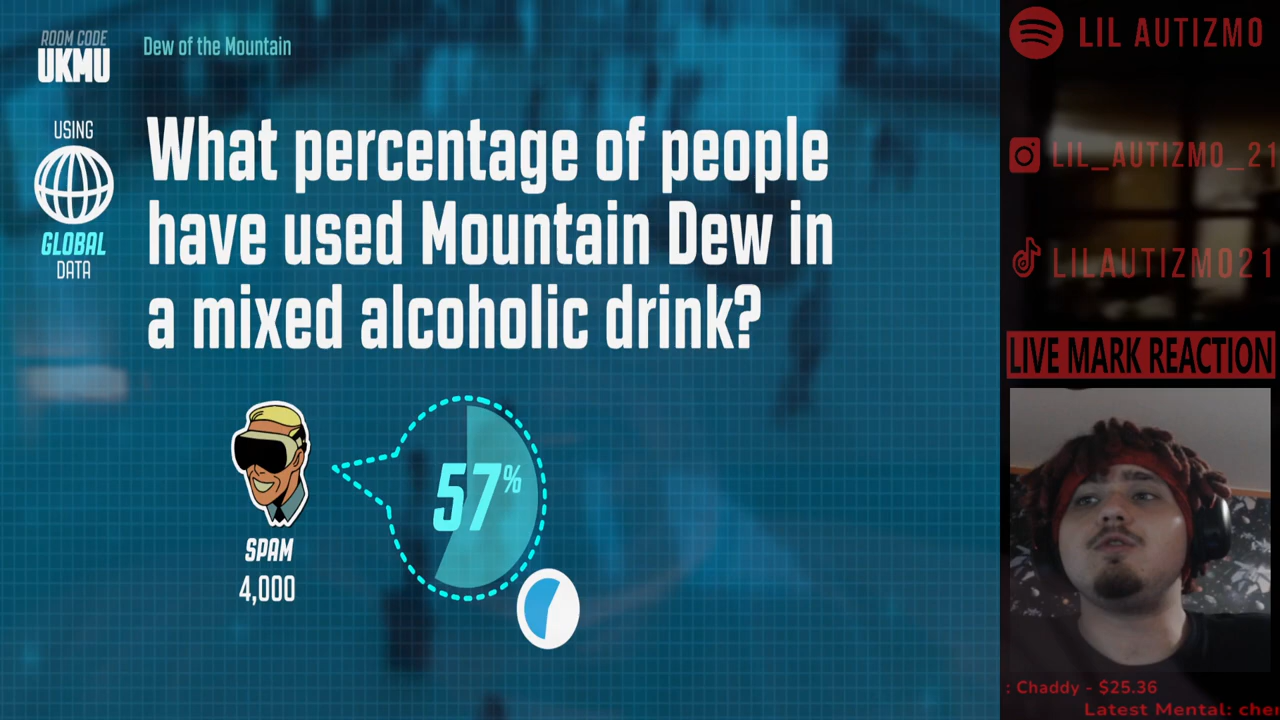 ROOM CODE
UKMU
Dew of the Mountain
USING
GLOBAL
DATA
What percentage of people
have used Mountain Dew in
a mixed alcoholic drink?
57%
SPAM
4,000
LIL AUTIZMO
LIL_AUTIZMO_21
LILAUTIZMO21
LIVE MARK REACTION
: Chaddy - $25.36
Latest Mental: che